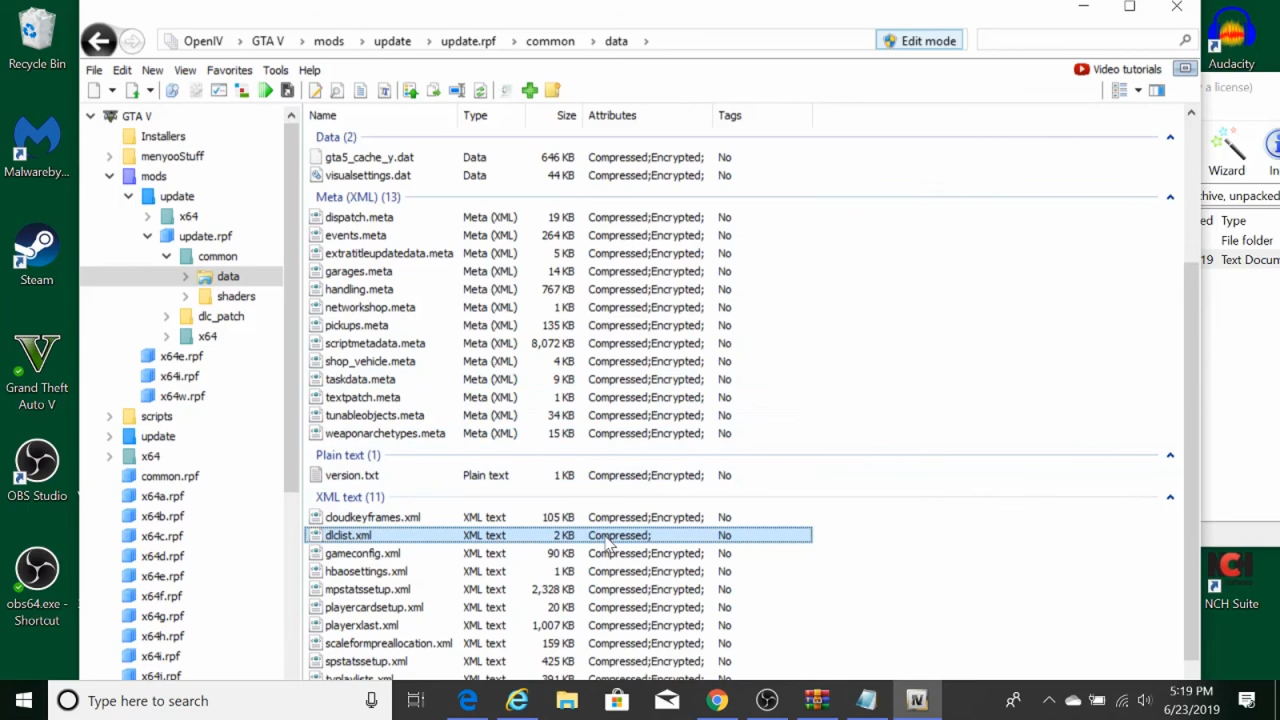 Recycle Bin
Malwareby...
Steam
Grand Theft
Auto V
OBS Studio
obs64.exe -
Shortcut
OpenIV > GTA V > mods > update > update.rpf > common > data >
Edit mode
File Edit New View Favorites Tools Help
Video tutorials
GTA V
Installers
menyooStuff
mods
update
x64
update.rpf
common
data
shaders
dlc_patch
x64
x64e.rpf
x64i.rpf
x64w.rpf
scripts
update
x64
common.rpf
x64a.rpf
x64b.rpf
x64c.rpf
x64d.rpf
x64e.rpf
x64f.rpf
x64g.rpf
x64h.rpf
x64i.rpf
Name Type Size Attributes Tags
Data (2)
gta5_cache_y.dat Data 646 KB Compressed;Encrypted; No
visualsettings.dat Data 44 KB Compressed;Encrypted; No
Meta (XML) (13)
dispatch.meta Meta (XML) 19 KB Compressed;Encrypted; No
events.meta Meta (XML) 264 KB Compressed;Encrypted; No
extratitleupdatedata.meta Meta (XML) 5 KB Compressed;Encrypted; No
garages.meta Meta (XML) 14 KB Compressed;Encrypted; No
handling.meta Meta (XML) 767 KB Compressed;Encrypted; No
networkshop.meta Meta (XML) 1 KB Compressed;Encrypted; No
pickups.meta Meta (XML) 135 KB Compressed;Encrypted; No
scriptmetadata.meta Meta (XML) 8,072 KB Compressed;Encrypted; No
shop_vehicle.meta Meta (XML) 4 KB Compressed;Encrypted; No
taskdata.meta Meta (XML) 9 KB Compressed;Encrypted; No
textpatch.meta Meta (XML) 1 KB Compressed;Encrypted; No
tunableobjects.meta Meta (XML) 34 KB Compressed;Encrypted; No
weaponarchetypes.meta Meta (XML) 15 KB Compressed;Encrypted; No
Plain text (1)
version.txt Plain text 1 KB Compressed;Encrypted; No
XML text (11)
cloudkeyframes.xml XML text 105 KB Compressed;Encrypted; No
dlclist.xml XML text 2 KB Compressed; No
gameconfig.xml XML text 90 KB Compressed;Encrypted; No
hbaosettings.xml XML text 1 KB Compressed;Encrypted; No
mpstatssetup.xml XML text 2,328 KB Compressed;Encrypted; No
playercardsetup.xml XML text 20 KB Compressed;Encrypted; No
playerxlast.xml XML text 1,007 KB Compressed;Encrypted; No
scaleformpreallocation.xml XML text 159 KB Compressed;Encrypted; No
spstatssetup.xml XML text 425 KB Compressed;Encrypted; No
Audacity
a license)
Wizard In
chive, unpacked
ed Type
File folder
19 Text Docum
NCH
NCH Suite
Type here to search
5:19 PM
6/23/2019